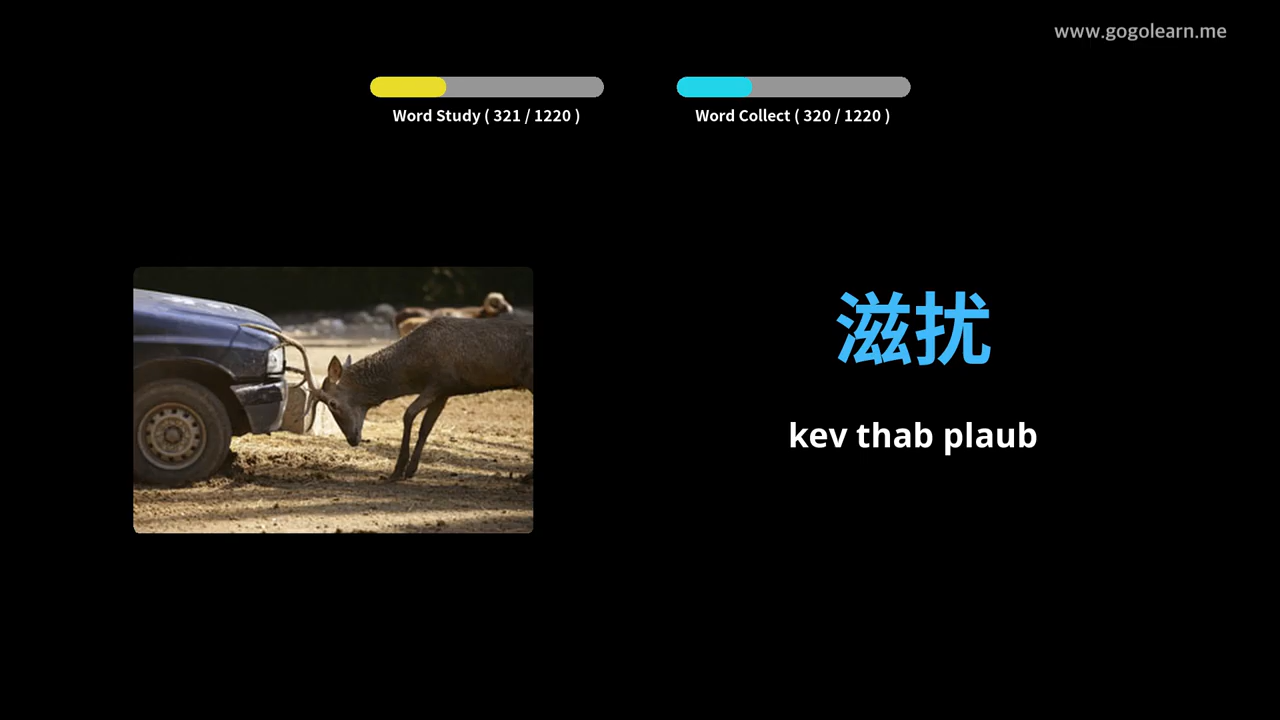 www.gogolearn.me
Word Study ( 321 / 1220 )
Word Collect ( 320 / 1220 )
滋扰
kev thab plaub